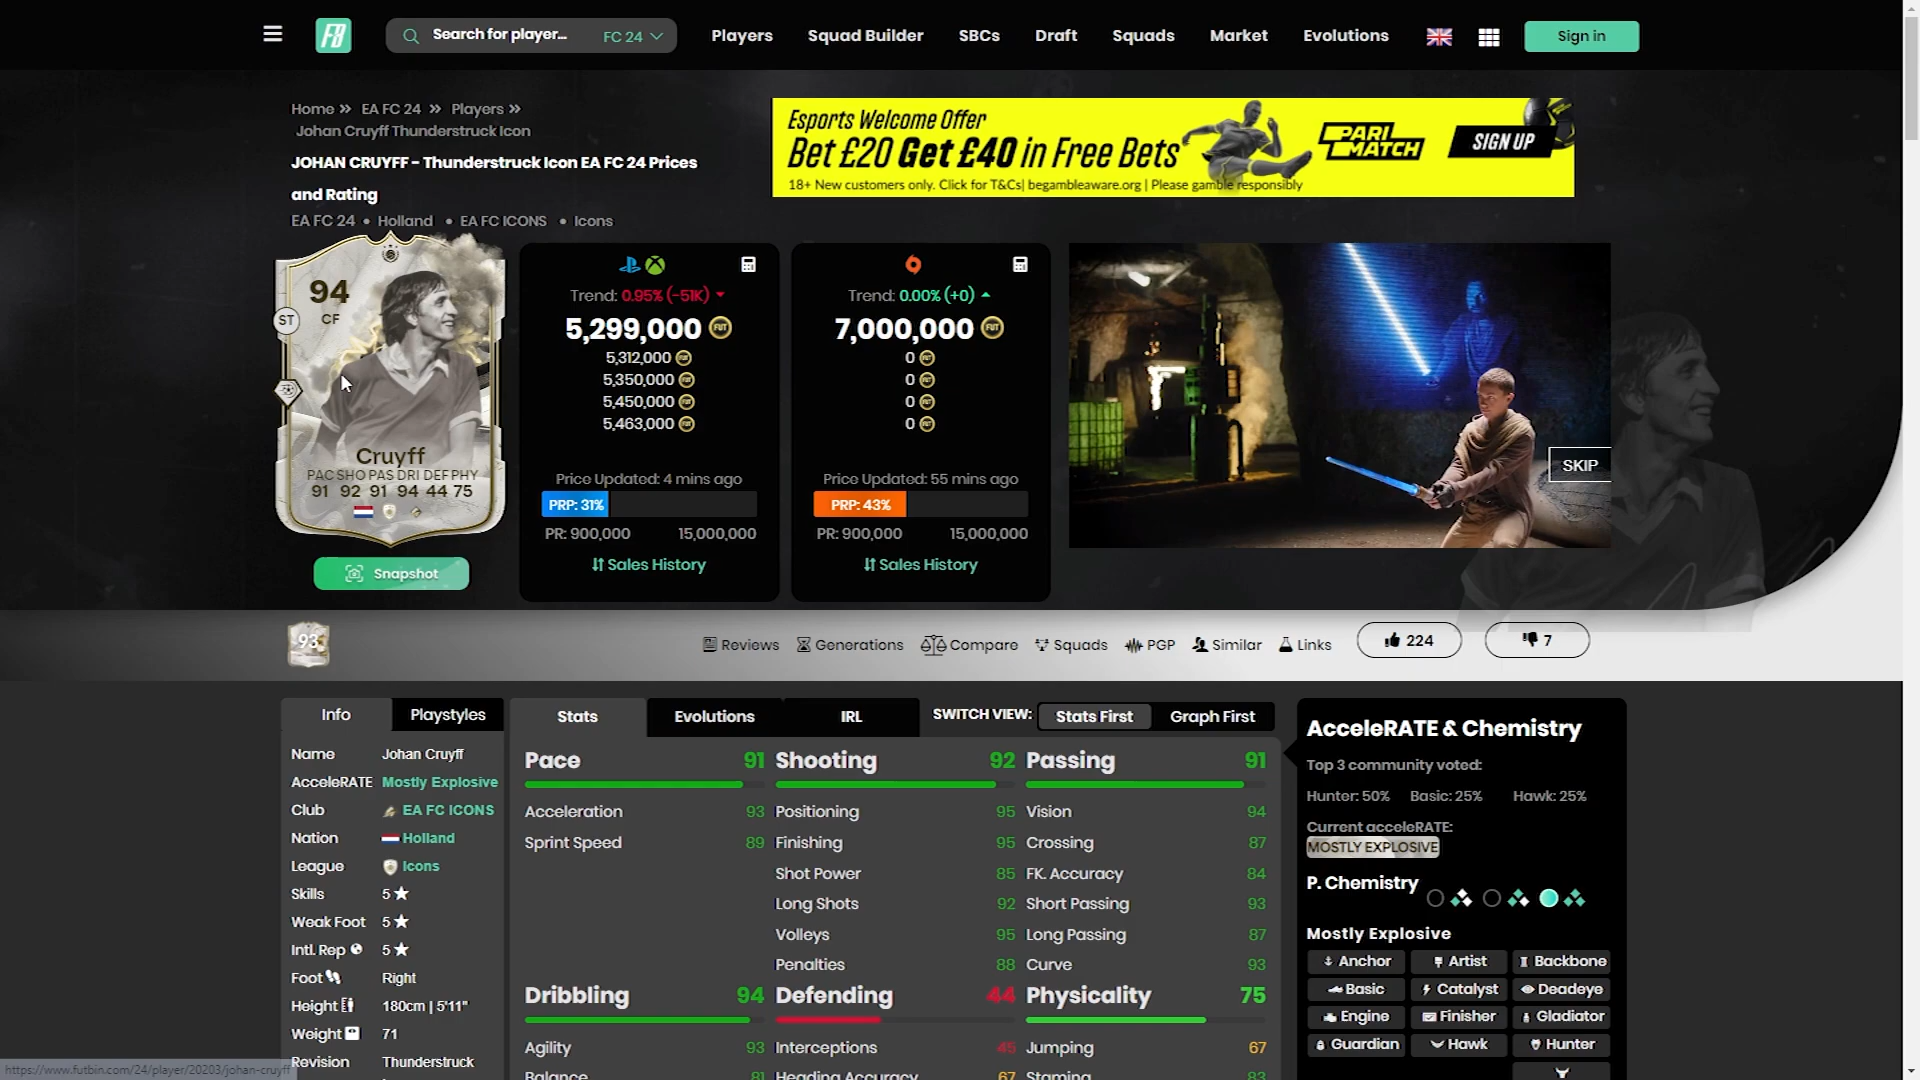 FB
Search for player...
FC 24
Players
Squad Builder
SBCs
Draft
Squads
Market
Evolutions
Sign in
Home » EA FC 24 » Players »
Johan Cruyff Thunderstruck Icon
JOHAN CRUYFF - Thunderstruck Icon EA FC 24 Prices
and Rating
EA FC 24 • Holland • EA FC ICONS • Icons
Esports Welcome Offer
Bet £20 Get £40 in Free Bets
18+ New customers only. Click for T&Cs| begambleaware.org | Please gamble responsibly
PARI
MATCH
SIGN UP
94
CF
ST
Cruyff
PAC SHO PAS DRI DEF PHY
91 92 91 94 44 75
Snapshot
Trend: 0.95% (-51K)
5,299,000
5,312,000
5,350,000
5,450,000
5,463,000
Price Updated: 4 mins ago
PRP: 31%
PR: 900,000 15,000,000
Sales History
Trend: 0.00% (+0)
7,000,000
0
0
0
0
Price Updated: 55 mins ago
PRP: 43%
PR: 900,000 15,000,000
Sales History
SKIP
93
Reviews
Generations
Compare
Squads
PGP
Similar
Links
224
7
Info
Playstyles
Name Johan Cruyff
AcceleRATE Mostly Explosive
Club EA FC ICONS
Nation Holland
League Icons
Skills 5
Weak Foot 5
Intl. Rep 5
Foot Right
Height 180cm | 5'11"
Weight 71
Revision Thunderstruck
Stats
Evolutions
IRL
SWITCH VIEW:
Stats First
Graph First
Pace 91
Acceleration 93
Sprint Speed 89
Shooting 92
Positioning 95
Finishing 95
Shot Power 85
Long Shots 92
Volleys 95
Penalties 88
Passing 91
Vision 94
Crossing 87
FK. Accuracy 84
Short Passing 93
Long Passing 87
Curve 93
Dribbling 94
Agility 93
Balance 81
Defending 44
Interceptions 45
Heading Accuracy 67
Physicality 75
Jumping 67
Stamina 83
AcceleRATE & Chemistry
Top 3 community voted:
Hunter: 50% Basic: 25% Hawk: 25%
Current acceleRATE:
MOSTLY EXPLOSIVE
P. Chemistry
Mostly Explosive
Anchor Artist Backbone
Basic Catalyst Deadeye
Engine Finisher Gladiator
Guardian Hawk Hunter
https://www.futbin.com/24/player/20203/johan-cruyff